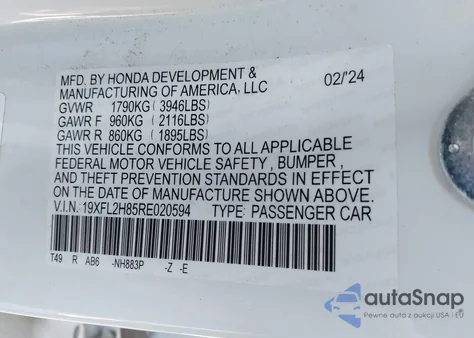 MFD. BY HONDA DEVELOPMENT &
MANUFACTURING OF AMERICA, LLC 02/'24
GVWR 1790KG (3946LBS)
GAWR F 960KG (2116LBS)
GAWR R 860KG (1895LBS)
THIS VEHICLE CONFORMS TO ALL APPLICABLE
FEDERAL MOTOR VEHICLE SAFETY , BUMPER ,
AND THEFT PREVENTION STANDARDS IN EFFECT
ON THE DATE OF MANUFACTURE SHOWN ABOVE.
V.I.N.:19XFL2H85RE020594 TYPE: PASSENGER CAR
T49 R AB6 -NH883P -Z -E
autoSnap
Pewne auta z aukcji USA i EU